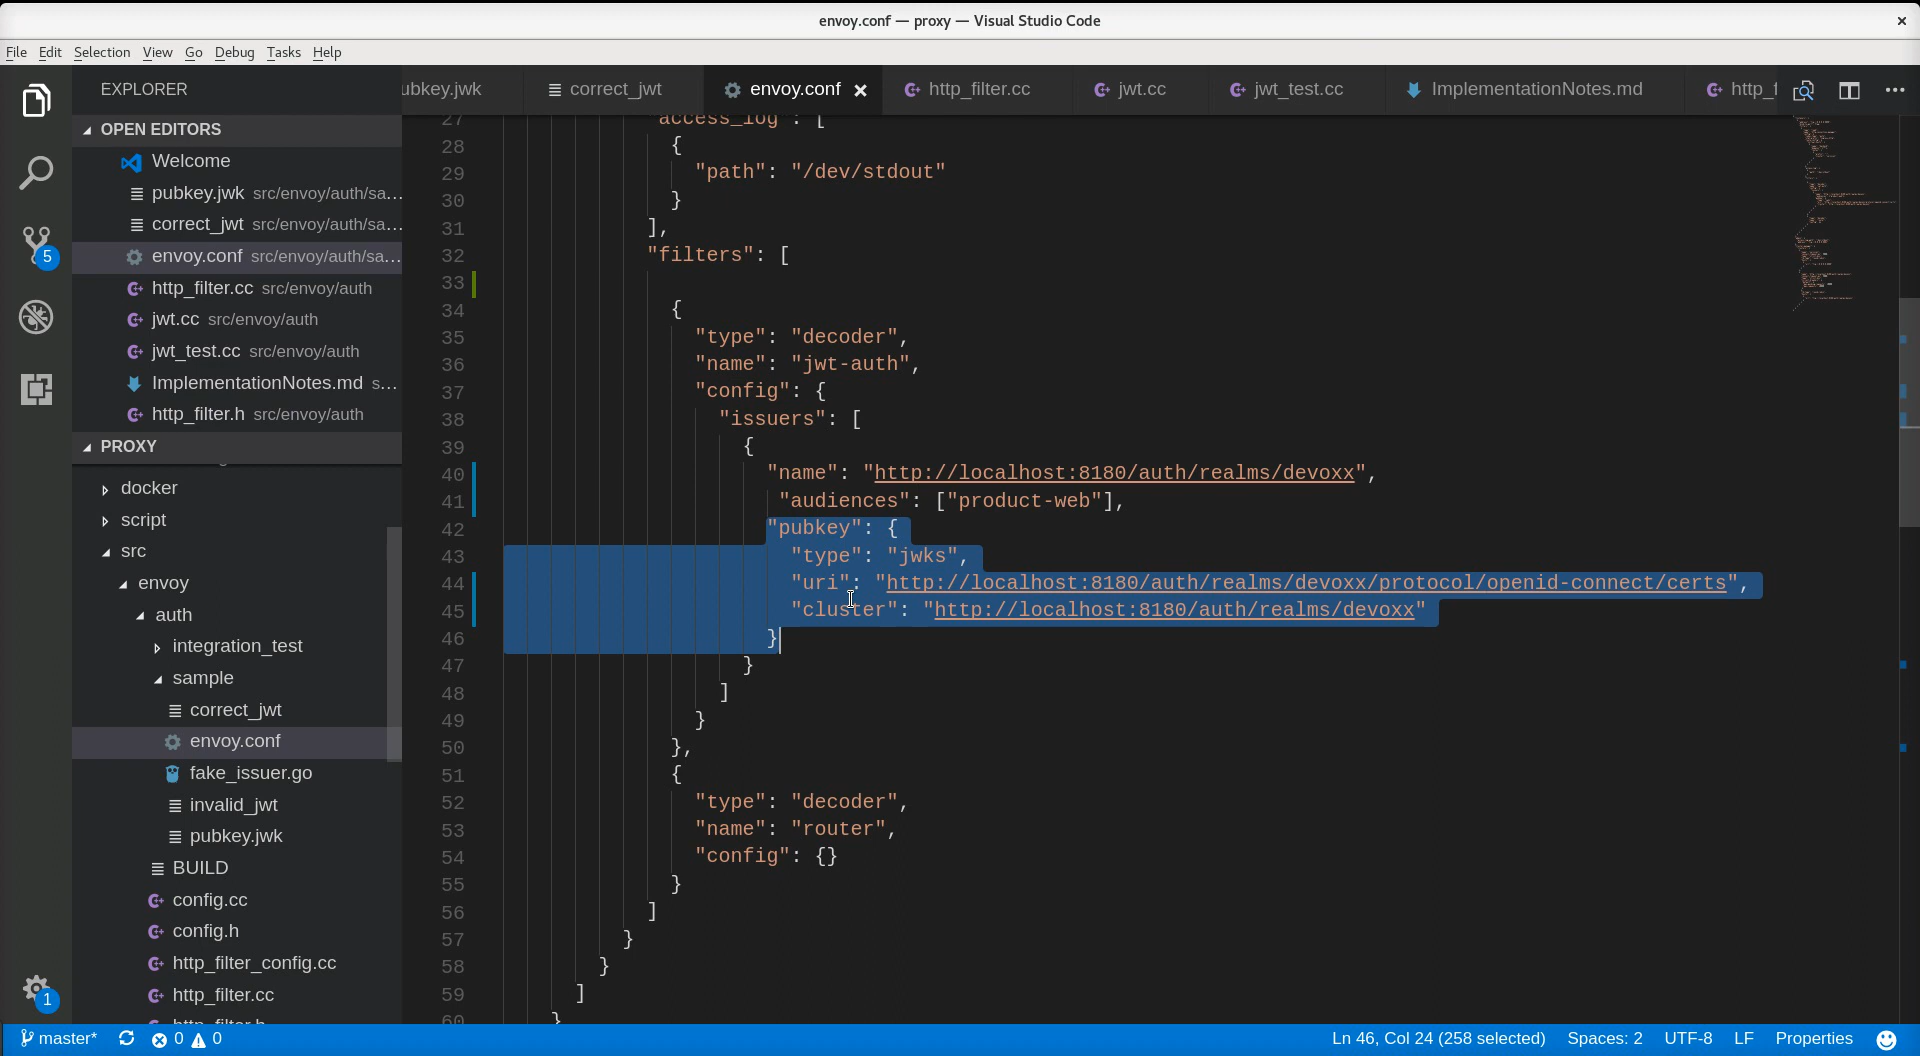 envoy.conf — proxy — Visual Studio Code
File Edit Selection View Go Debug Tasks Help
EXPLORER
OPEN EDITORS
Welcome
pubkey.jwk src/envoy/auth/sa...
correct_jwt src/envoy/auth/sa...
envoy.conf src/envoy/auth/sa...
http_filter.cc src/envoy/auth
jwt.cc src/envoy/auth
jwt_test.cc src/envoy/auth
ImplementationNotes.md s...
http_filter.h src/envoy/auth
PROXY
docker
script
src
envoy
auth
integration_test
sample
correct_jwt
envoy.conf
fake_issuer.go
invalid_jwt
pubkey.jwk
BUILD
config.cc
config.h
http_filter_config.cc
http_filter.cc
http_filter.h
5
1
ubkey.jwk correct_jwt envoy.conf http_filter.cc jwt.cc jwt_test.cc ImplementationNotes.md http_f
27 "access_log": [
28 {
29 "path": "/dev/stdout"
30 }
31 ],
32 "filters": [
33
34 {
35 "type": "decoder",
36 "name": "jwt-auth",
37 "config": {
38 "issuers": [
39 {
40 "name": "http://localhost:8180/auth/realms/devoxx",
41 "audiences": ["product-web"],
42 "pubkey": {
43 "type": "jwks",
44 "uri": "http://localhost:8180/auth/realms/devoxx/protocol/openid-connect/certs",
45 "cluster": "http://localhost:8180/auth/realms/devoxx"
46 }
47 }
48 ]
49 }
50 },
51 {
52 "type": "decoder",
53 "name": "router",
54 "config": {}
55 }
56 ]
57 }
58 }
59 ]
60 }
master* 0 0 Ln 46, Col 24 (258 selected) Spaces: 2 UTF-8 LF Properties